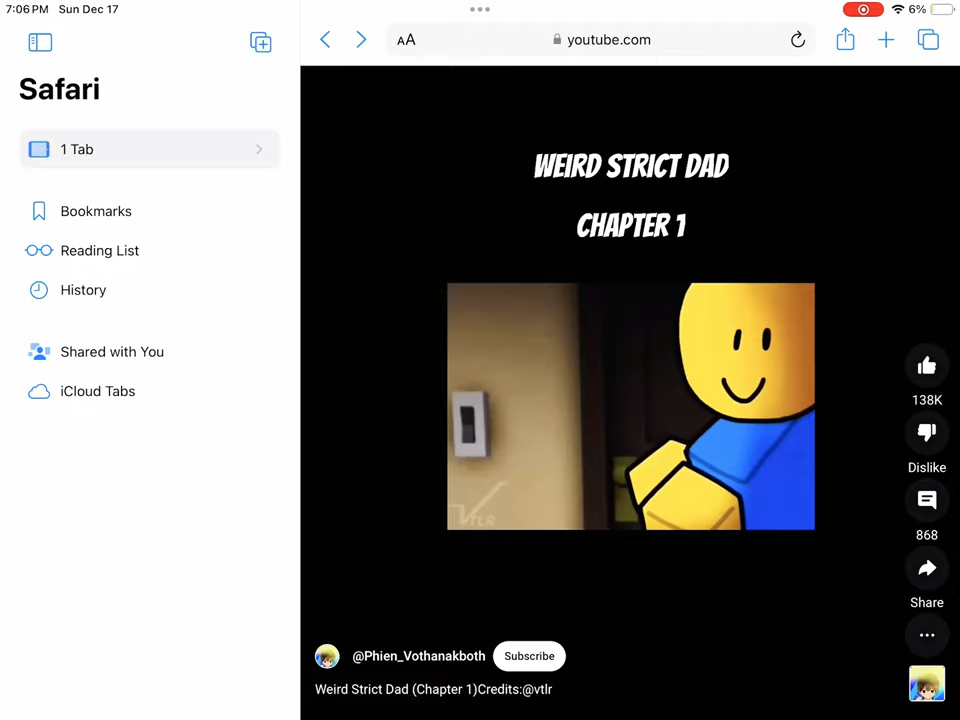 7:06 PM Sun Dec 17
6%
Safari
1 Tab
Bookmarks
Reading List
History
Shared with You
iCloud Tabs
AA
youtube.com
WEIRD STRICT DAD
CHAPTER 1
VTLR
138K
Dislike
868
Share
@Phien_Vothanakboth
Subscribe
Weird Strict Dad (Chapter 1)Credits:@vtlr